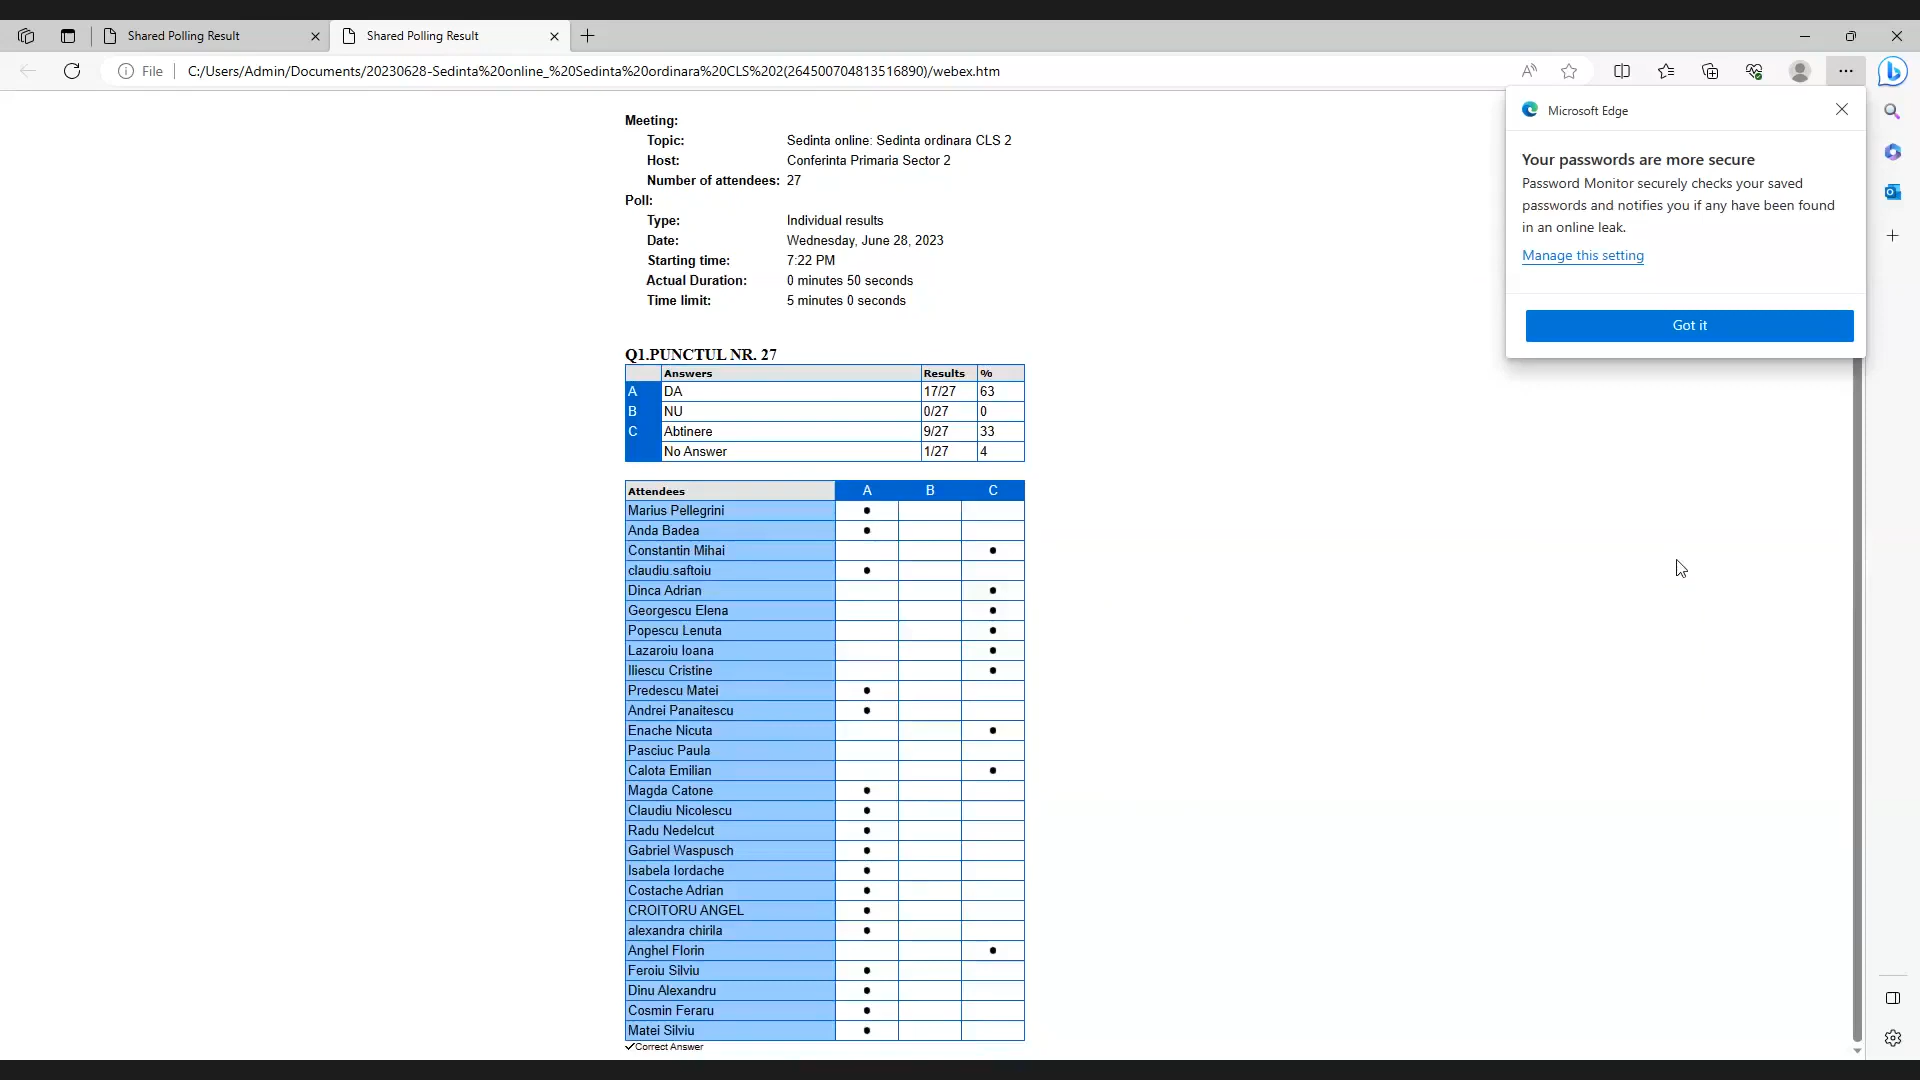 Shared Polling Result
Shared Polling Result
File
C:/Users/Admin/Documents/20230628-Sedinta%20online_%20Sedinta%20ordinara%20CLS%202(264500704813516890)/webex.htm
Meeting:
Topic: Sedinta online: Sedinta ordinara CLS 2
Host: Conferinta Primaria Sector 2
Number of attendees: 27
Poll:
Type: Individual results
Date: Wednesday, June 28, 2023
Starting time: 7:22 PM
Actual Duration: 0 minutes 50 seconds
Time limit: 5 minutes 0 seconds
Microsoft Edge
Your passwords are more secure
Password Monitor securely checks your saved
passwords and notifies you if any have been found
in an online leak.
Manage this setting
Got it
Q1.PUNCTUL NR. 27
Answers Results %
A DA 17/27 63
B NU 0/27 0
C Abtinere 9/27 33
No Answer 1/27 4
Attendees A B C
Marius Pellegrini
Anda Badea
Constantin Mihai
claudiu.saftoiu
Dinca Adrian
Georgescu Elena
Popescu Lenuta
Lazaroiu Ioana
Iliescu Cristine
Predescu Matei
Andrei Panaitescu
Enache Nicuta
Pasciuc Paula
Calota Emilian
Magda Catone
Claudiu Nicolescu
Radu Nedelcut
Gabriel Waspusch
Isabela Iordache
Costache Adrian
CROITORU ANGEL
alexandra chirila
Anghel Florin
Feroiu Silviu
Dinu Alexandru
Cosmin Feraru
Matei Silviu
✓Correct Answer